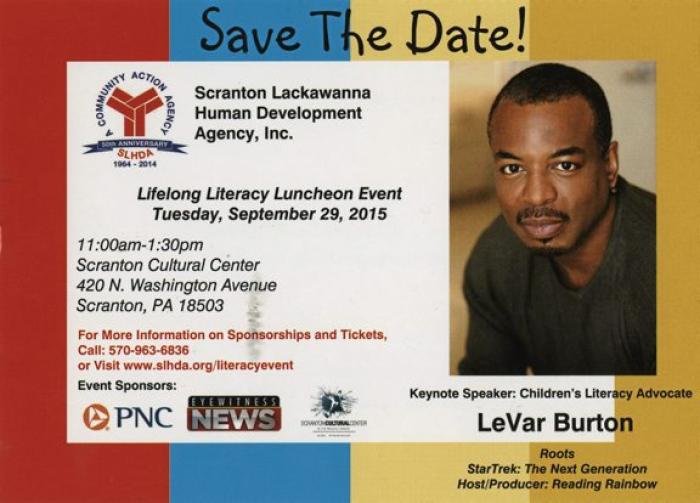 Save The Date!
A COMMUNITY ACTION AGENCY
50th ANNIVERSARY
SLHDA
1964 - 2014
Scranton Lackawanna
Human Development
Agency, Inc.
Lifelong Literacy Luncheon Event
Tuesday, September 29, 2015
11:00am-1:30pm
Scranton Cultural Center
420 N. Washington Avenue
Scranton, PA 18503
For More Information on Sponsorships and Tickets,
Call: 570-963-6836
or Visit www.slhda.org/literacyevent
Event Sponsors:
PNC
EYEWITNESS
NEWS
SCRANTONCULTURALCENTER
Keynote Speaker: Children's Literacy Advocate
LeVar Burton
Roots
StarTrek: The Next Generation
Host/Producer: Reading Rainbow